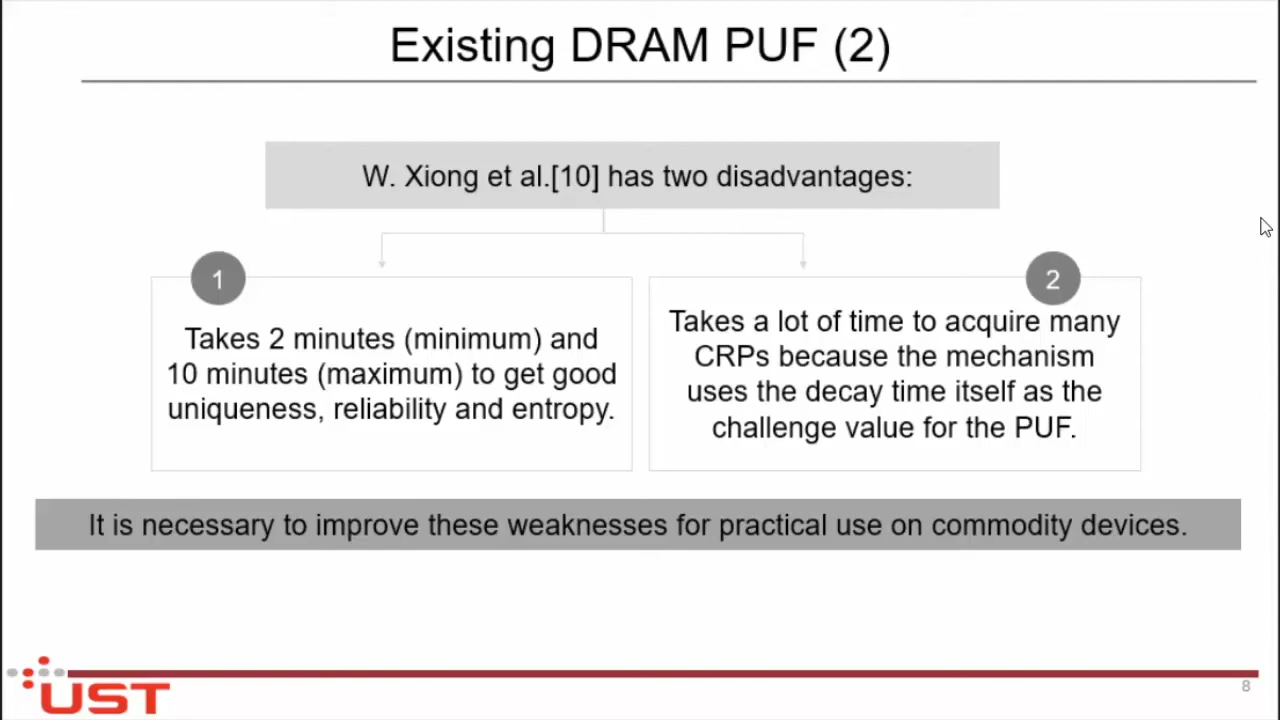 Existing DRAM PUF (2)
W. Xiong et al.[10] has two disadvantages:
1
Takes 2 minutes (minimum) and
10 minutes (maximum) to get good
uniqueness, reliability and entropy.
2
Takes a lot of time to acquire many
CRPs because the mechanism
uses the decay time itself as the
challenge value for the PUF.
It is necessary to improve these weaknesses for practical use on commodity devices.
UST
8